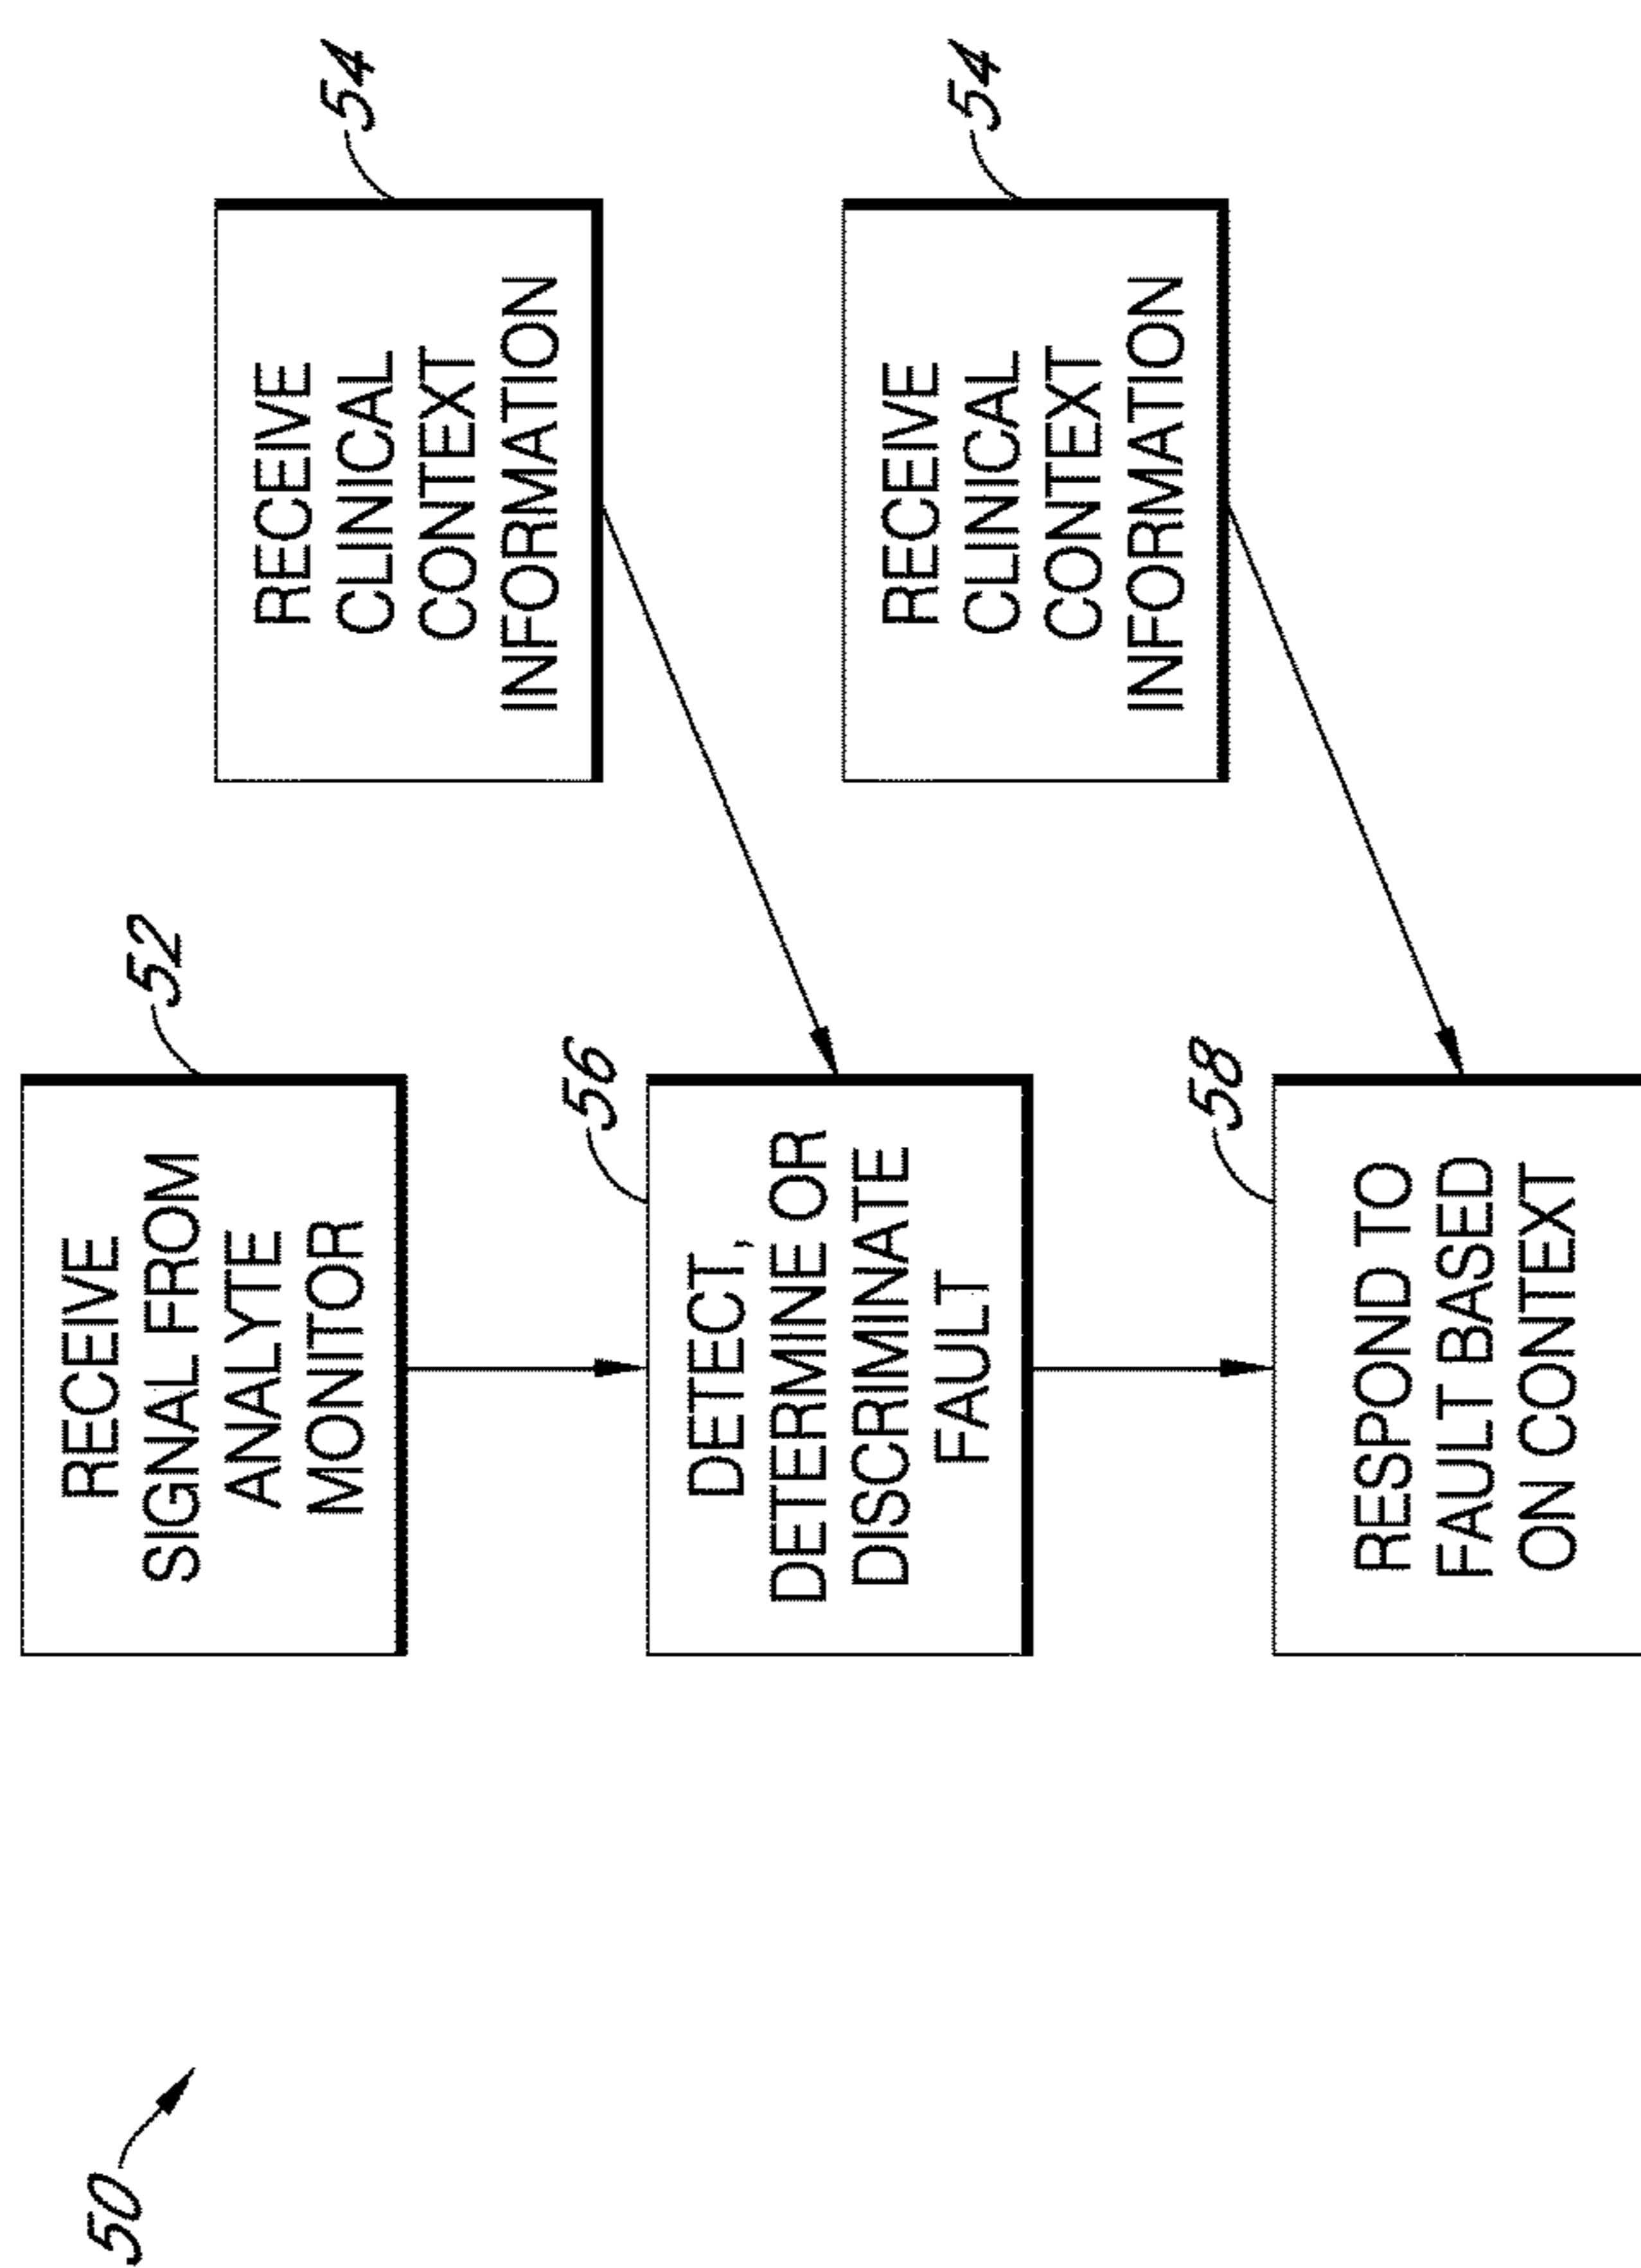 50
52
RECEIVE
SIGNAL FROM
ANALYTE
MONITOR
54
RECEIVE
CLINICAL
CONTEXT
INFORMATION
56
DETECT,
DETERMINE OR
DISCRIMINATE
FAULT
54
RECEIVE
CLINICAL
CONTEXT
INFORMATION
58
RESPOND TO
FAULT BASED
ON CONTEXT